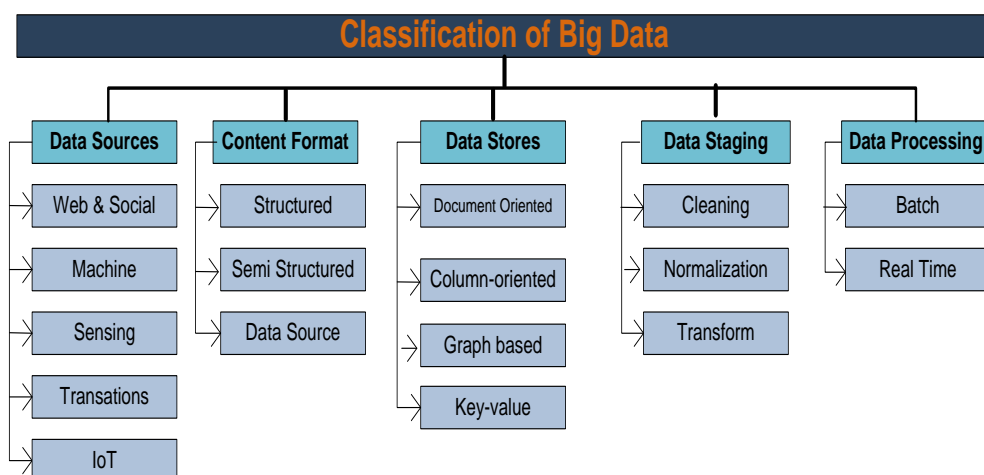 Classification of Big Data
Data Sources
Web & Social
Machine
Sensing
Transations
IoT
Content Format
Structured
Semi Structured
Data Source
Data Stores
Document Oriented
Column-oriented
Graph based
Key-value
Data Staging
Cleaning
Normalization
Transform
Data Processing
Batch
Real Time